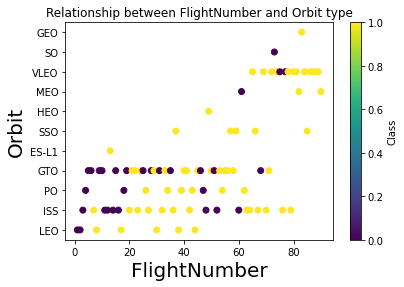 Relationship between FlightNumber and Orbit type
GEO
SO
VLEO
MEO
HEO
SSO
ES-L1
GTO
PO
ISS
LEO
Orbit
0
20
40
60
80
FlightNumber
1.0
0.8
0.6
0.4
0.2
0.0
Class